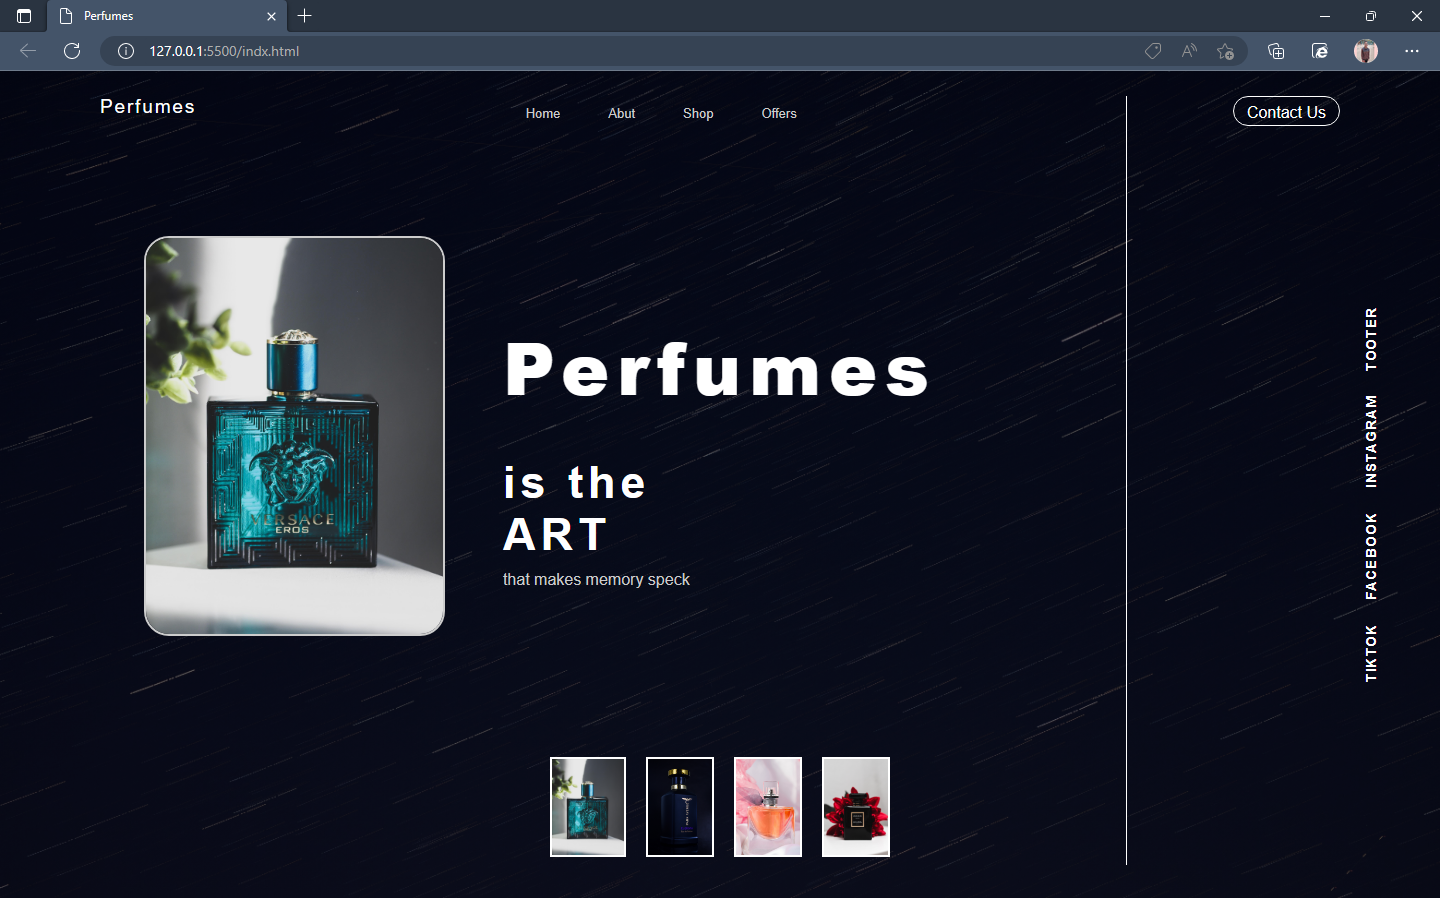 Perfumes
127.0.0.1:5500/indx.html
Perfumes
Home
Abut
Shop
Offers
Contact Us
VERSACE
EROS
Perfumes
is the
ART
that makes memory speck
TOOTER
INSTAGRAM
FACEBOOK
TIKTOK